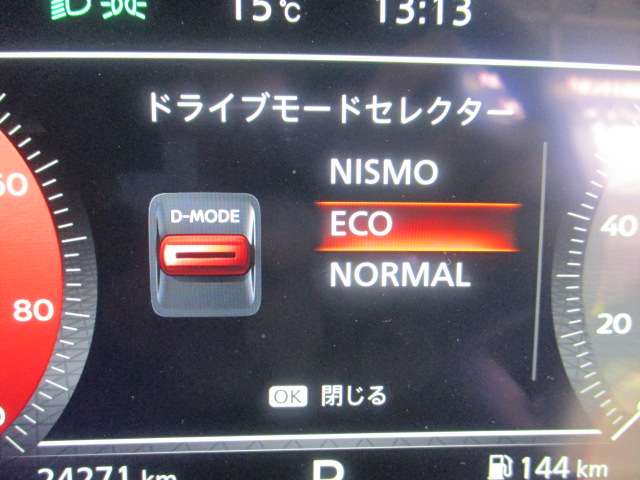 15℃ 13:13
ドライブモードセレクター
NISMO
D-MODE
ECO
NORMAL
40
80
20
OK 閉じる
24271 km P 144 km